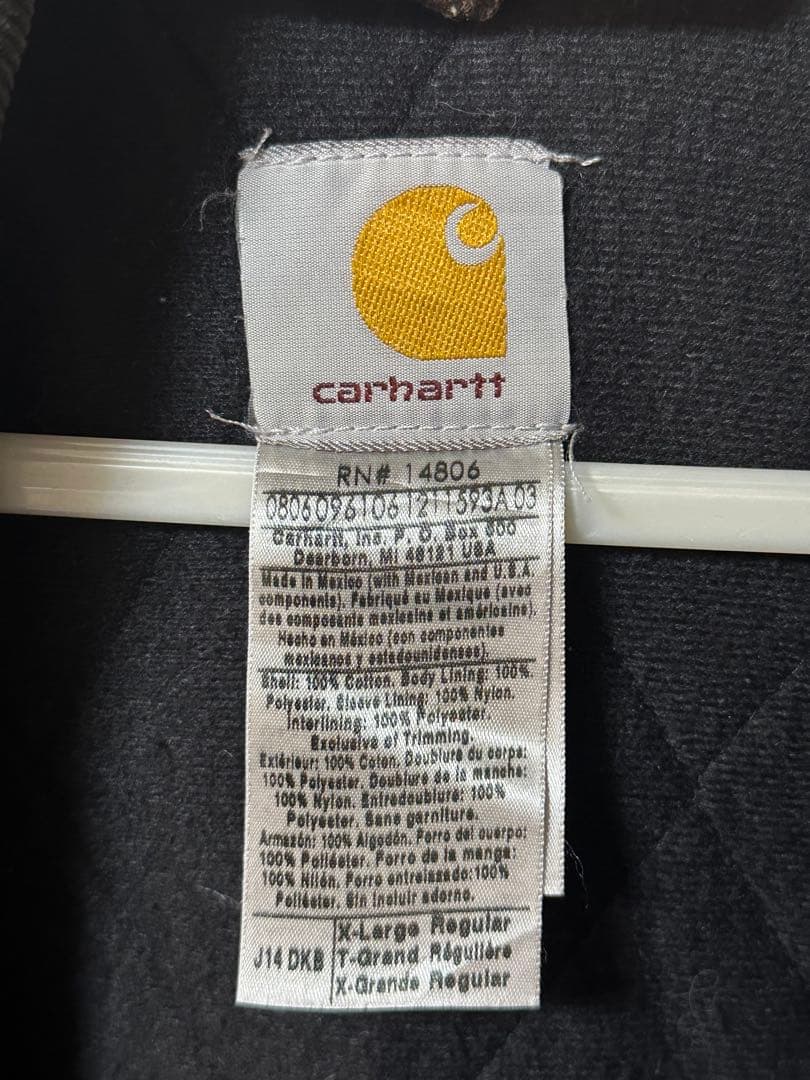 carhartt
RN# 14806
0806096106121 1593A 03
Carhartt, Inc. P. O. Box 600
Dearborn, MI 48121 USA
Made in Mexico (with Mexican and U.S.A.
components). Fabriqué au Mexique (avec
des composants mexicains et américains).
Hecho en México (con componentes
mexicanos y estadounidenses).
Shell: 100% Cotton. Body Lining: 100%
Polyester. Sleeve Lining: 100% Nylon.
Interlining: 100% Polyester.
Exclusive of Trimming.
Extérieur: 100% Coton. Doublure du corps:
100% Polyester. Doublure de la manche:
100% Nylon. Entredoublure: 100%
Polyester. Sans garniture.
Armazón: 100% Algodón. Forro del cuerpo:
100% Poliéster. Forro de la manga:
100% Nilón. Forro entrelazado:100%
Poliéster. Sin incluir adorno.
J14 DKB
X-Large Regular
T-Grand Régulière
X-Grande Regular